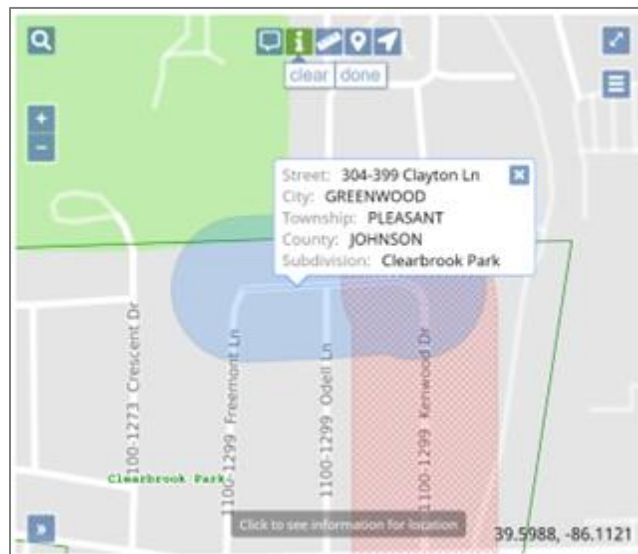 clear done
Street: 304-399 Clayton Ln
City: GREENWOOD
Township: PLEASANT
County: JOHNSON
Subdivision: Clearbrook Park
100-1273 Crescent Dr
1100-1299 Freemont Ln
1100-1299 Odell Ln
1100-1299 Kenwood Dr
Clearbrook Park
Click to see information for location
39.5988, -86.1121